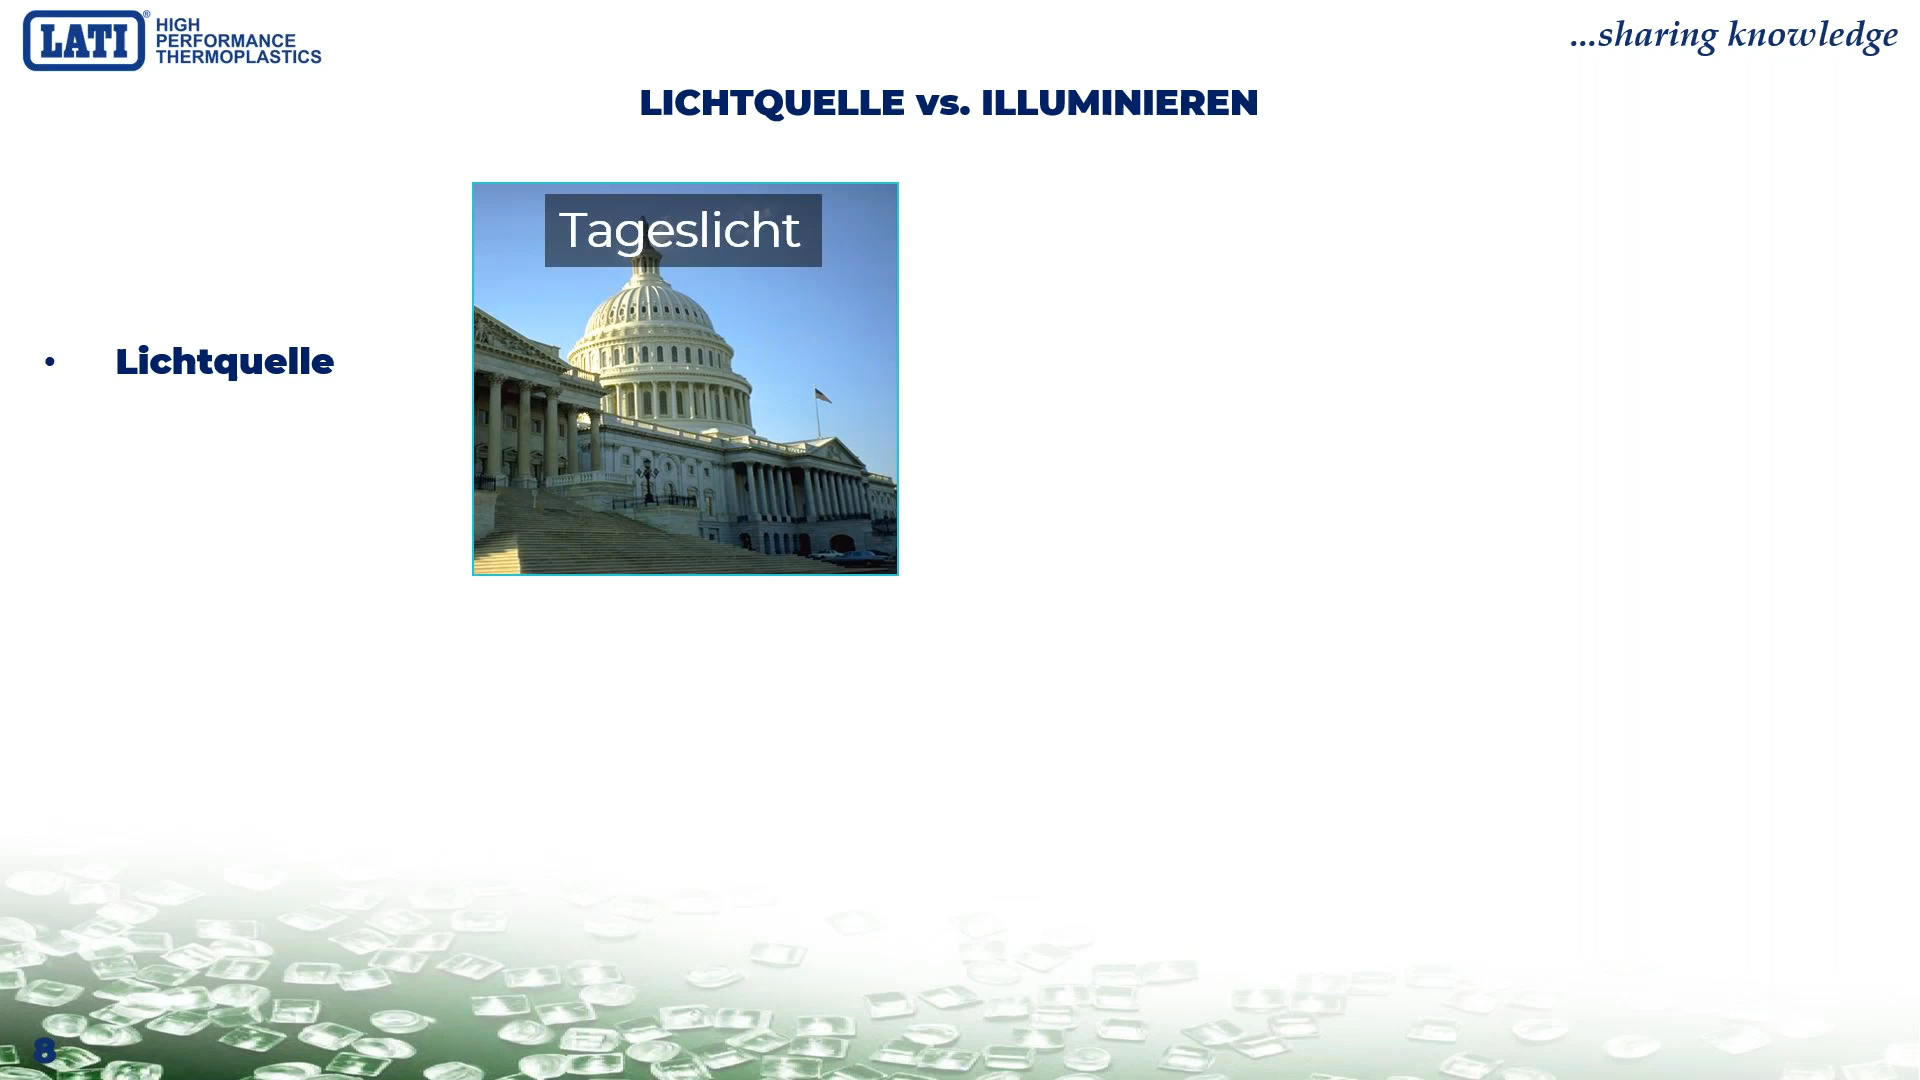 LATI®
HIGH
PERFORMANCE
THERMOPLASTICS
...sharing knowledge
LICHTQUELLE vs. ILLUMINIEREN
Tageslicht
• Lichtquelle
8